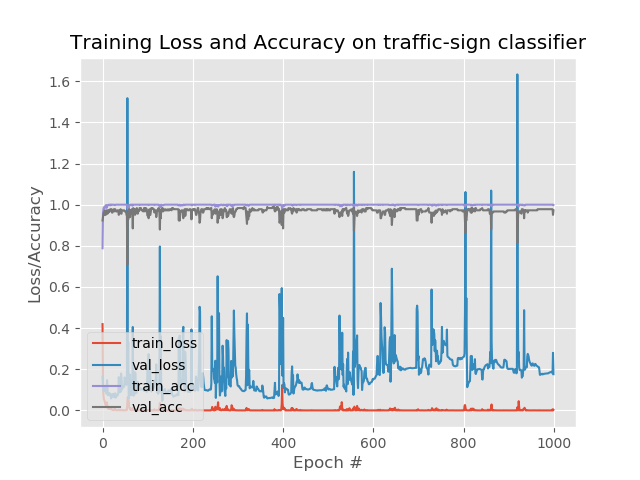 Training Loss and Accuracy on traffic-sign classifier
1.6
1.4
1.2
1.0
0.8
0.6
0.4
0.2
0.0
Loss/Accuracy
train_loss
val_loss
train_acc
val_acc
0 200 400 600 800 1000
Epoch #